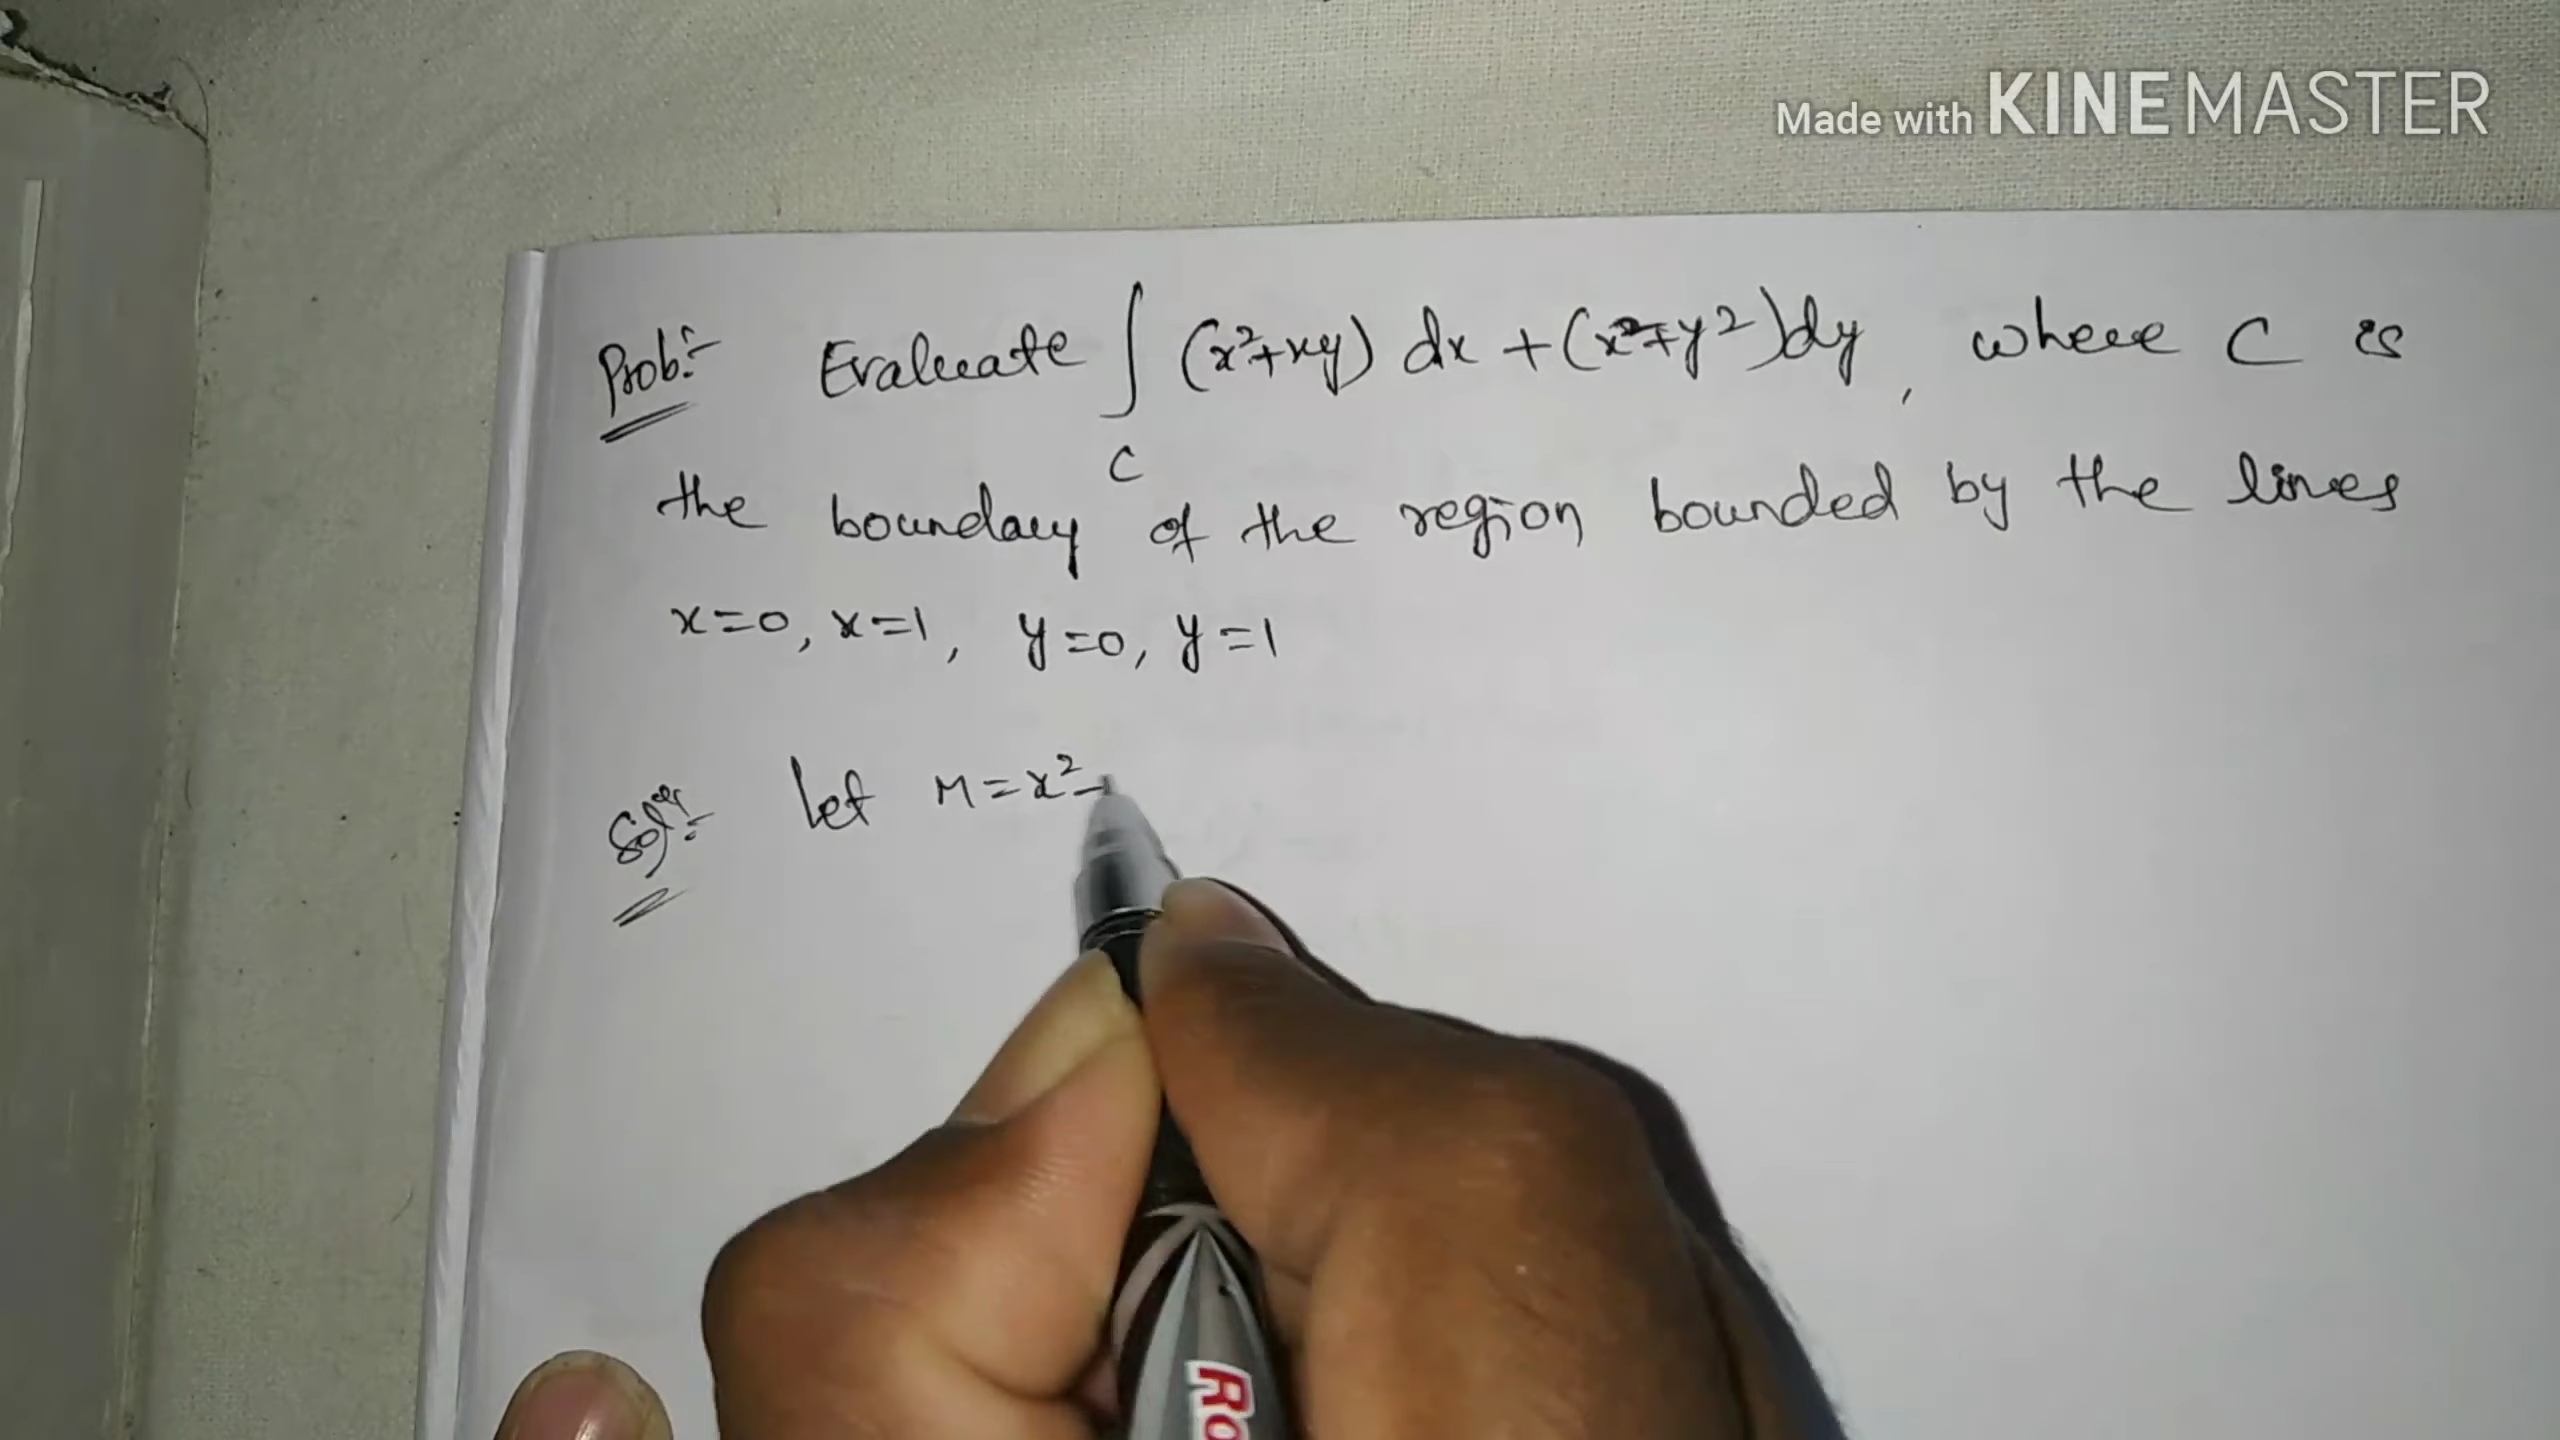 Made with KINEMASTER
Prob:- Evaluate ∫ (x²+xy) dx + (x²+y²)dy, where C is
C
the boundary of the region bounded by the lines
x=0, x=1, y=0, y=1
Solⁿ:- Let M = x²
Ro